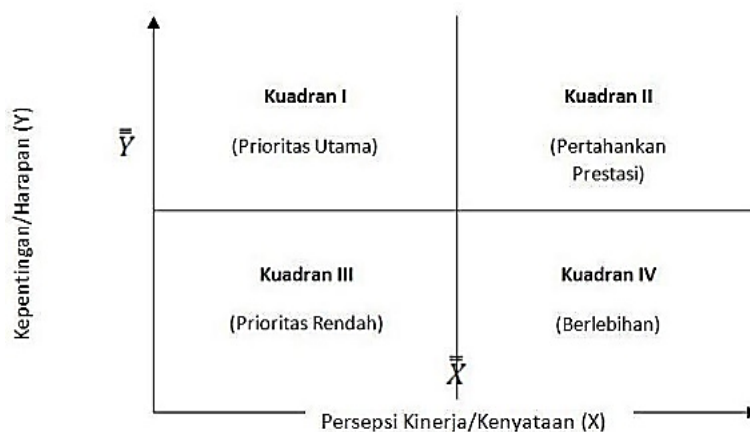 Kepentingan/Harapan (Y)
Y̿
Kuadran I
(Prioritas Utama)
Kuadran II
(Pertahankan
Prestasi)
Kuadran III
(Prioritas Rendah)
Kuadran IV
(Berlebihan)
X̿
Persepsi Kinerja/Kenyataan (X)